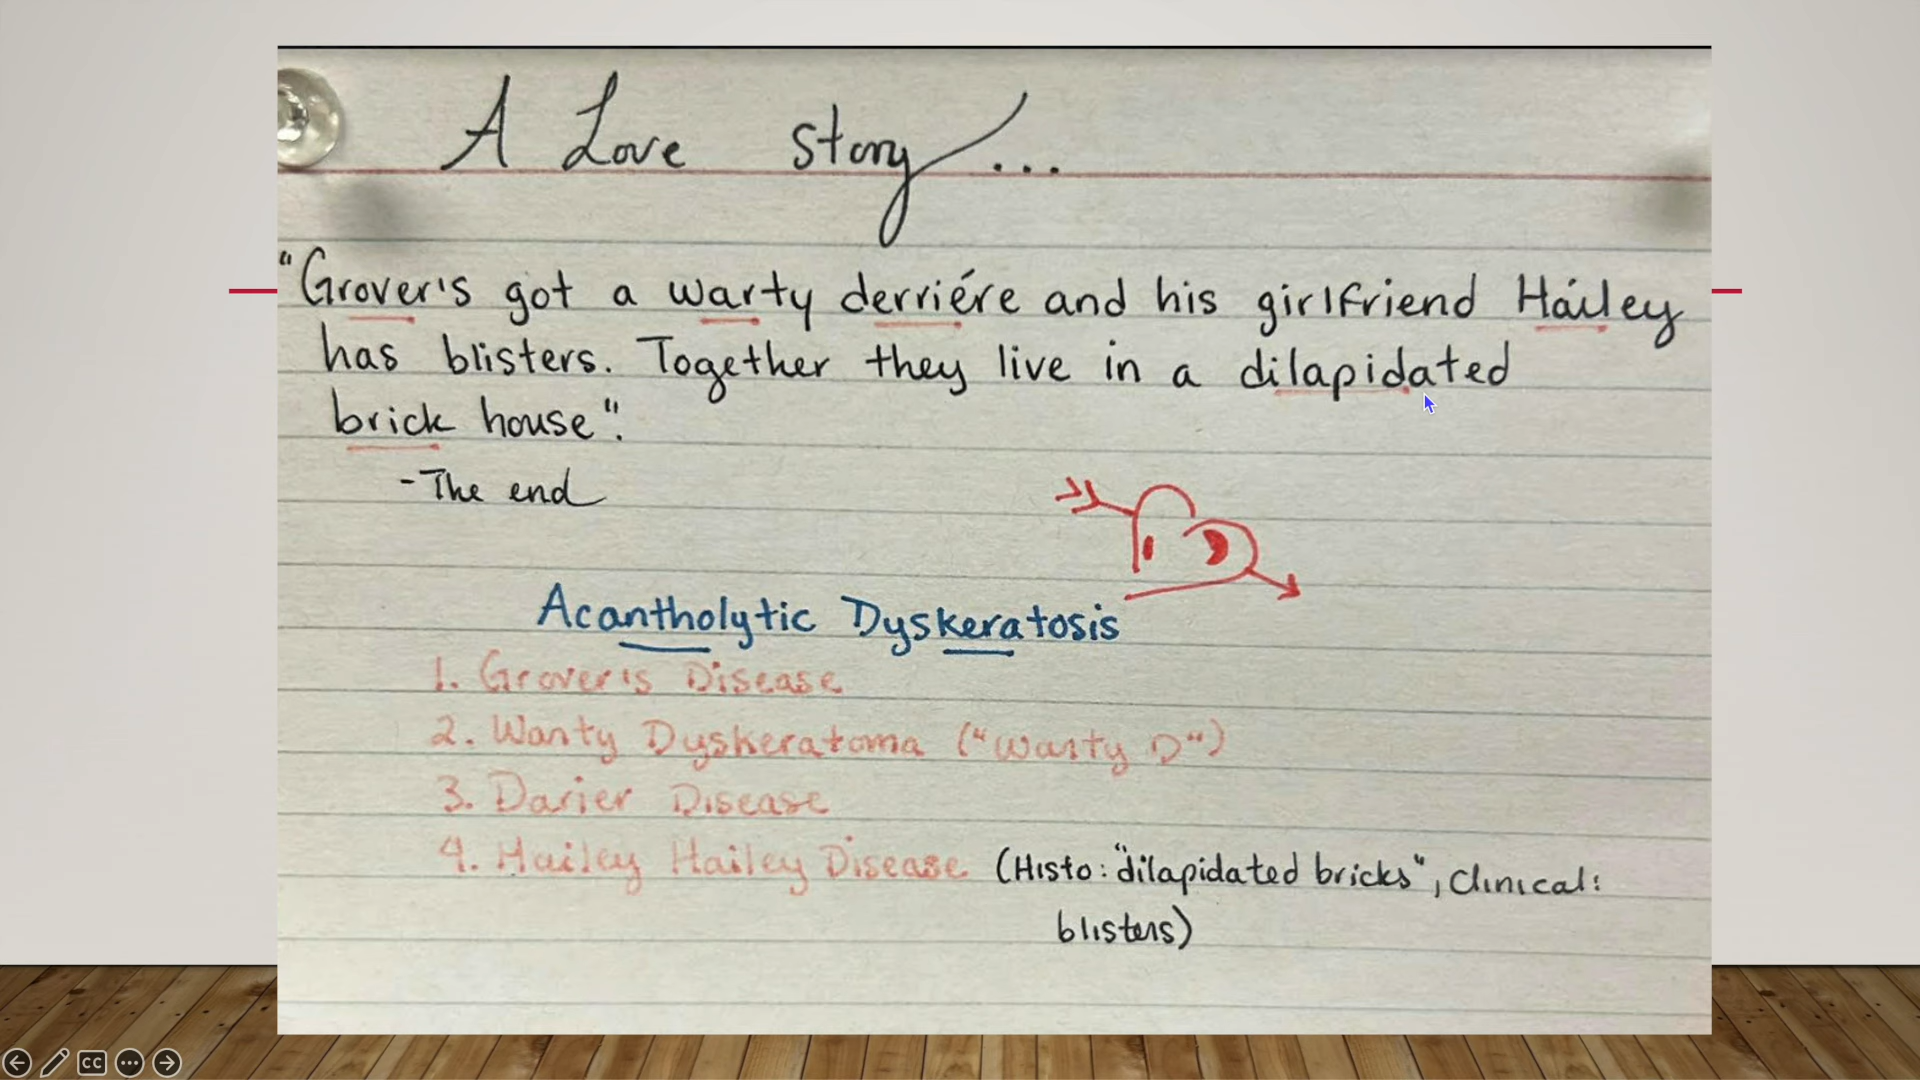 A Love story...
"Grover's got a warty derriére and his girlfriend Hailey
has blisters. Together they live in a dilapidated
brick house".
-The end
Acantholytic Dyskeratosis
1. Grover's Disease
2. Warty Dyskeratoma ("Warty D")
3. Darier Disease
4. Hailey Hailey Disease (Histo: "dilapidated bricks", Clinical:
blisters)
CC